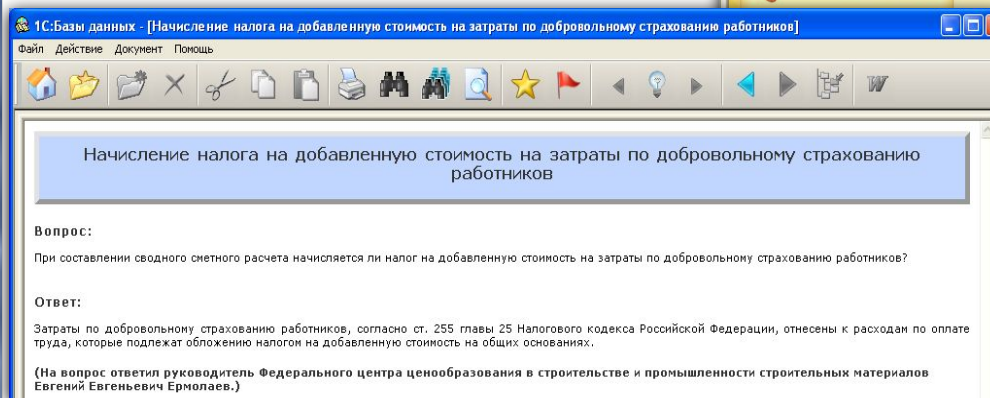 1С:Базы данных - [Начисление налога на добавленную стоимость на затраты по добровольному страхованию работников]
Файл Действие Документ Помощь
W
Начисление налога на добавленную стоимость на затраты по добровольному страхованию
работников
Вопрос:
При составлении сводного сметного расчета начисляется ли налог на добавленную стоимость на затраты по добровольному страхованию работников?
Ответ:
Затраты по добровольному страхованию работников, согласно ст. 255 главы 25 Налогового кодекса Российской Федерации, отнесены к расходам по оплате
труда, которые подлежат обложению налогом на добавленную стоимость на общих основаниях.
(На вопрос ответил руководитель Федерального центра ценообразования в строительстве и промышленности строительных материалов
Евгений Евгеньевич Ермолаев.)